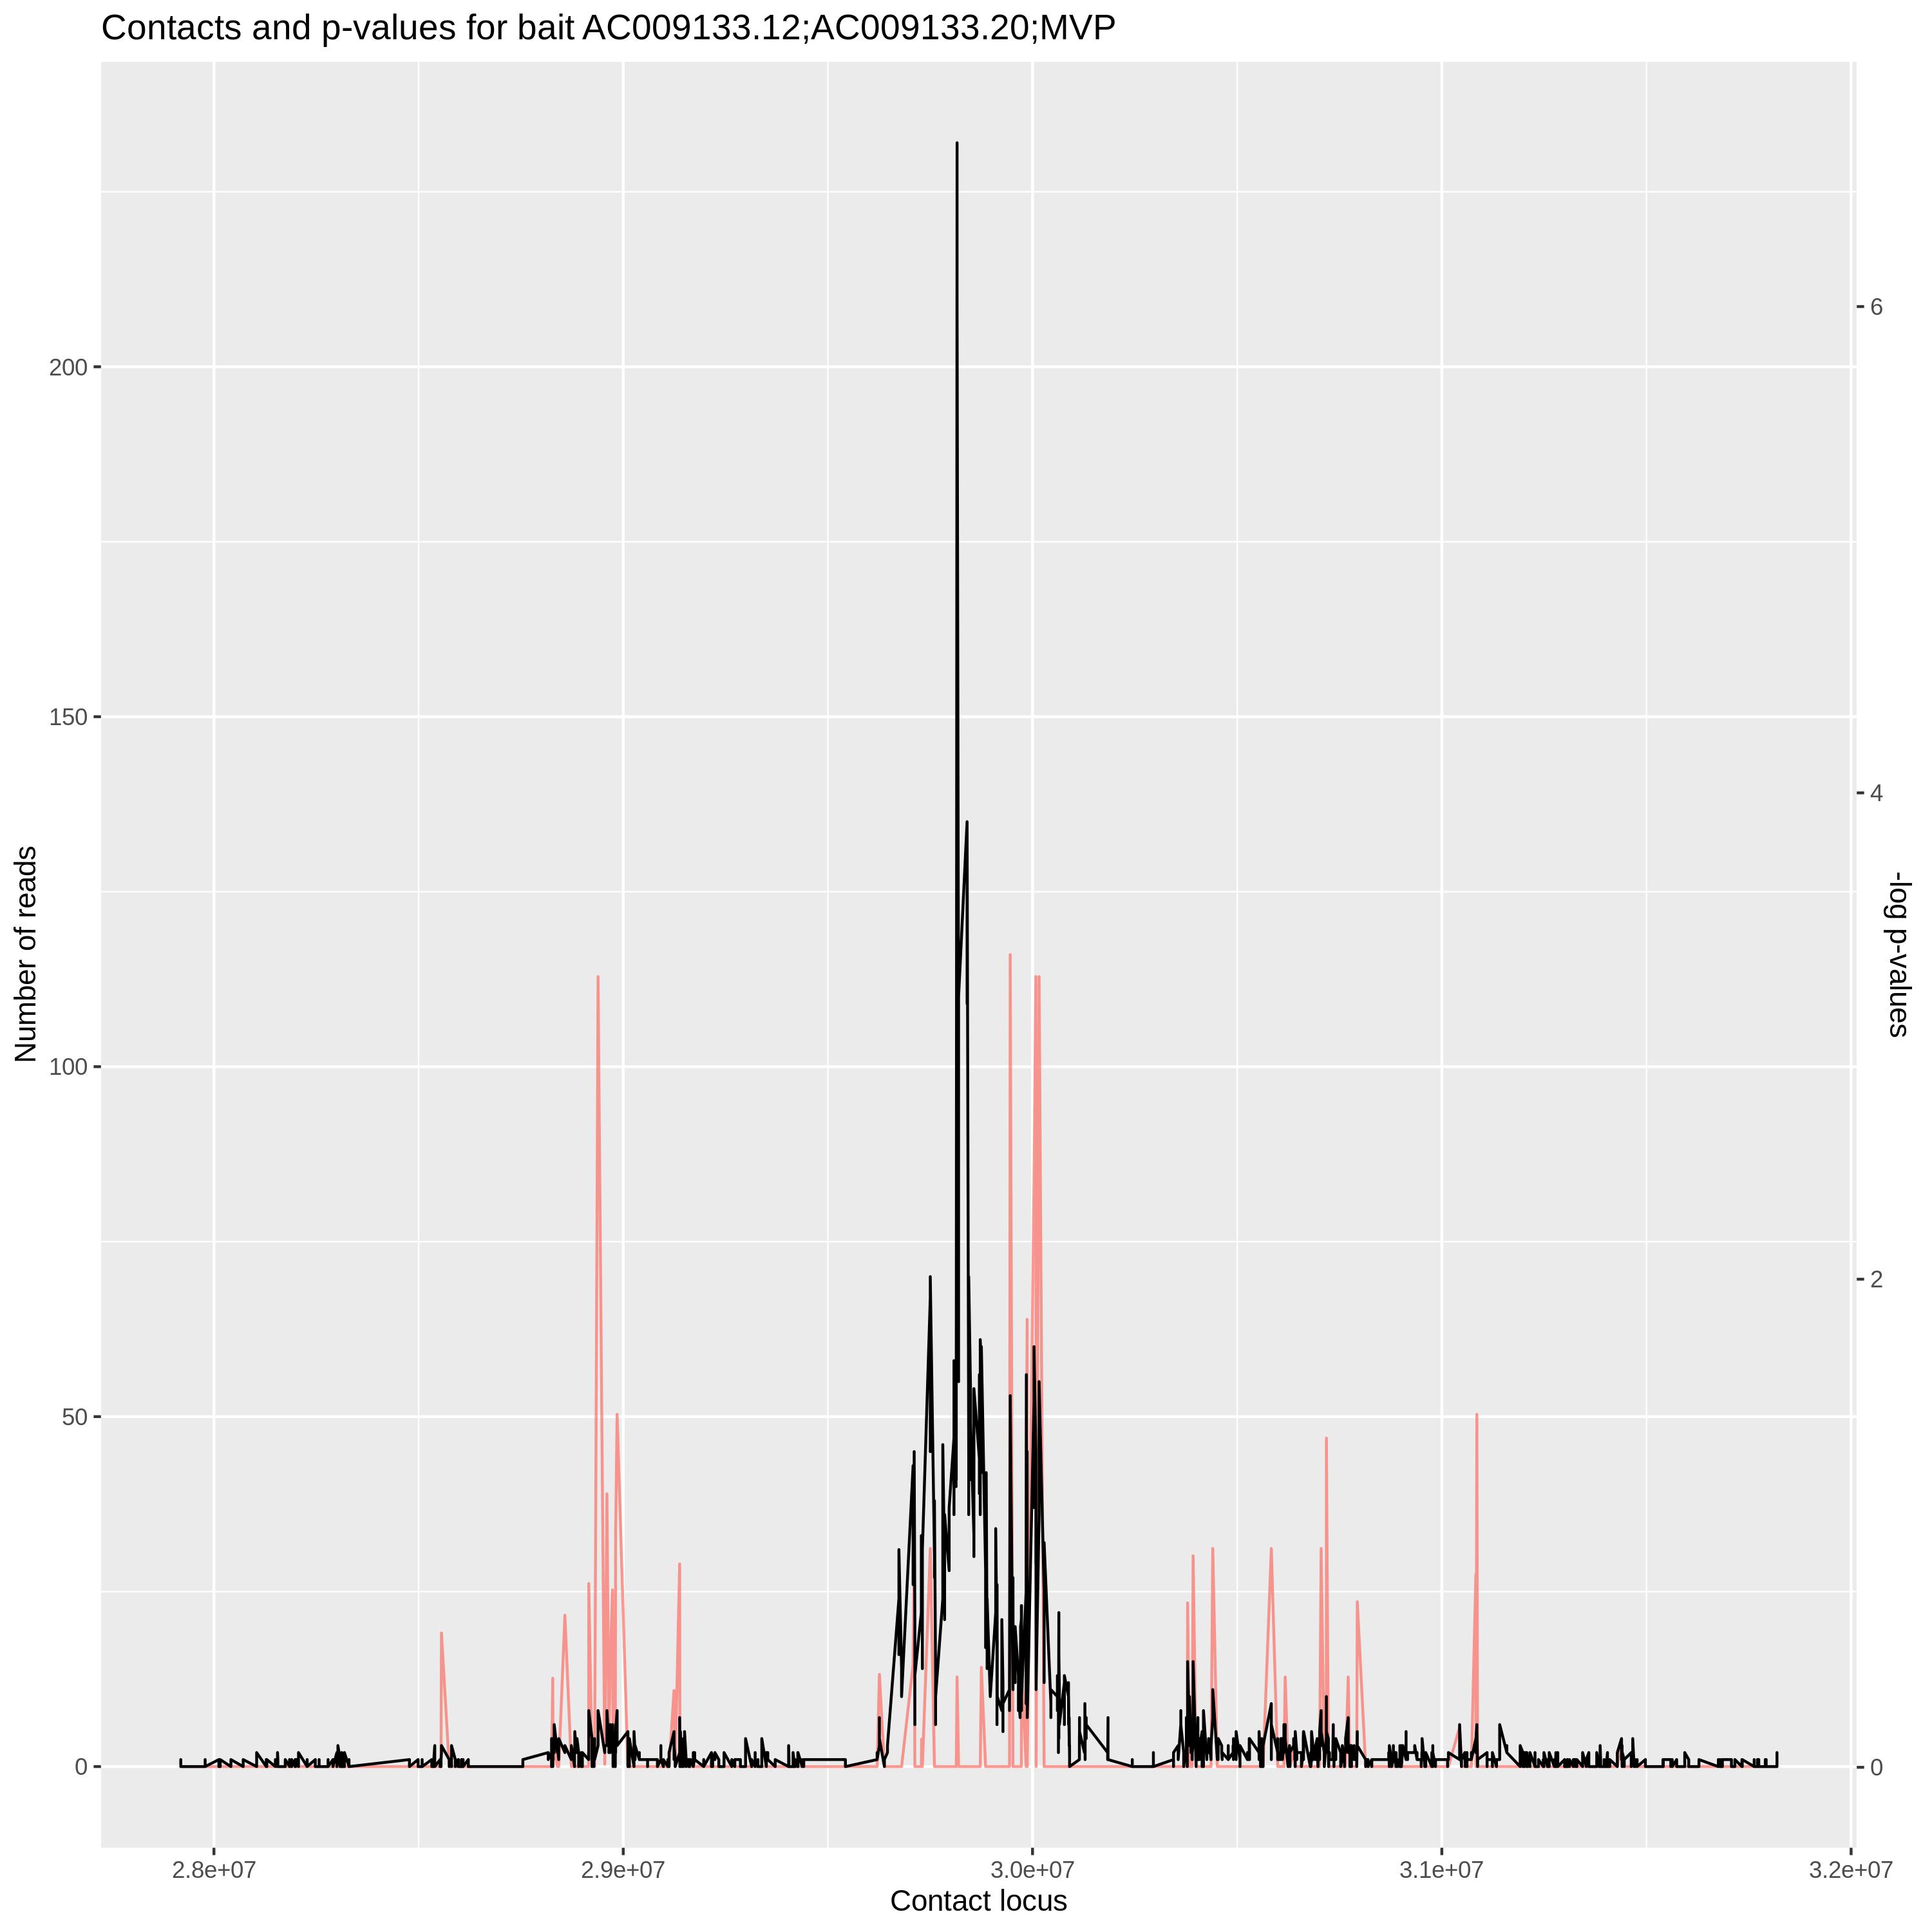 Contacts and p-values for bait AC009133.12;AC009133.20;MVP
Number of reads
200
150
100
50
0
6
4
2
0
-log p-values
2.8e+07
2.9e+07
3.0e+07
3.1e+07
3.2e+07
Contact locus